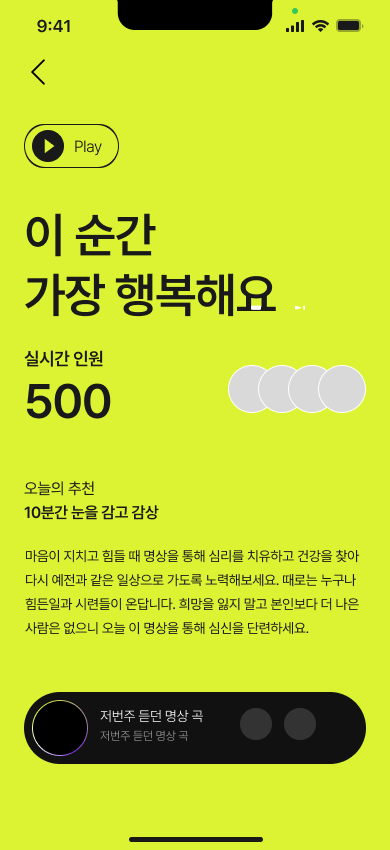 9:41
Play
이 순간
가장 행복해요
실시간 인원
500
오늘의 추천
10분간 눈을 감고 감상
마음이 지치고 힘들 때 명상을 통해 심리를 치유하고 건강을 찾아
다시 예전과 같은 일상으로 가도록 노력해보세요. 때로는 누구나
힘든일과 시련들이 온답니다. 희망을 잃지 말고 본인보다 더 나은
사람은 없으니 오늘 이 명상을 통해 심신을 단련하세요.
저번주 듣던 명상 곡
저번주 듣던 명상 곡